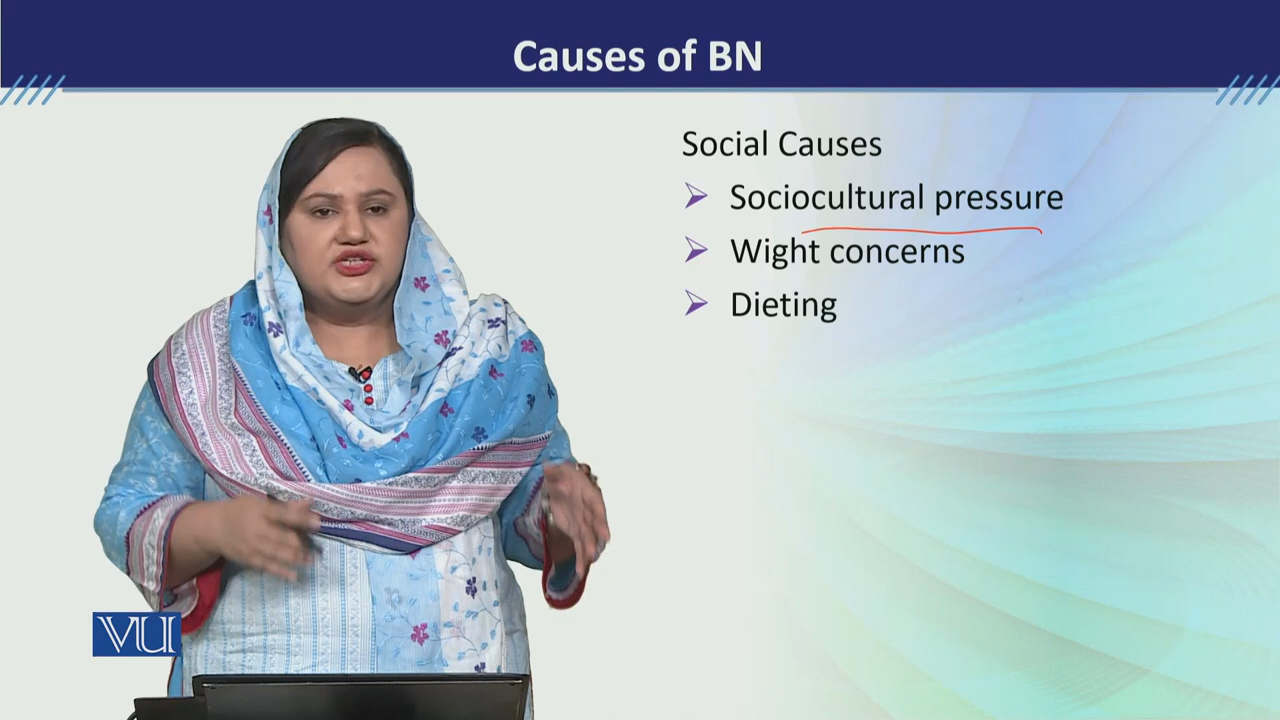 Causes of BN
Social Causes
Sociocultural pressure
Wight concerns
Dieting
VU